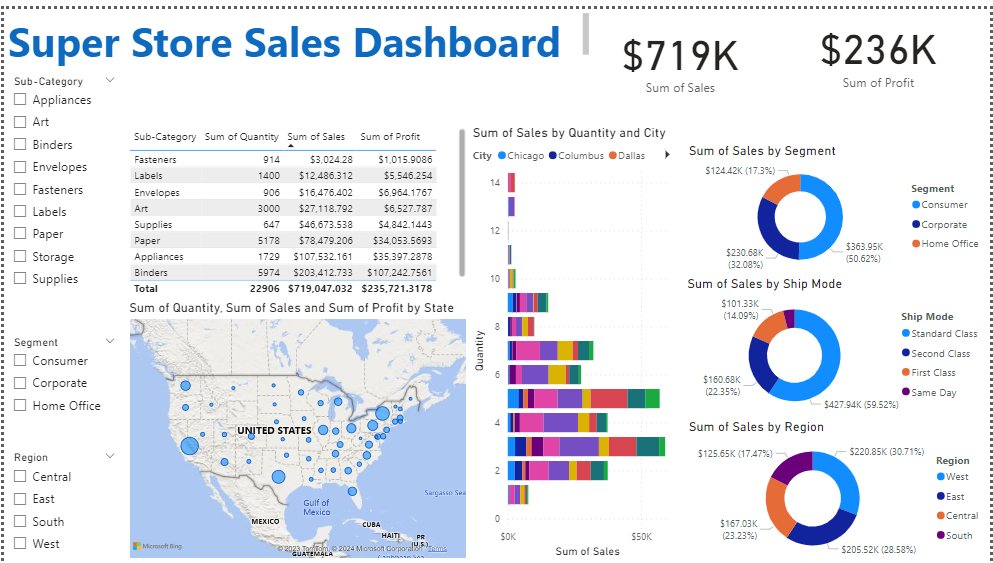 Super Store Sales Dashboard
$719K
Sum of Sales
$236K
Sum of Profit
Sub-Category
Appliances
Art
Binders
Envelopes
Fasteners
Labels
Paper
Storage
Supplies
Segment
Consumer
Corporate
Home Office
Region
Central
East
South
West
Sub-Category Sum of Quantity Sum of Sales Sum of Profit
Fasteners 914 $3,024.28 $1,015.9086
Labels 1400 $12,486.312 $5,546.254
Envelopes 906 $16,476.402 $6,964.1767
Art 3000 $27,118.792 $6,527.787
Supplies 647 $46,673.538 $4,842.1443
Paper 5178 $78,479.206 $34,053.5693
Appliances 1729 $107,532.161 $35,397.2878
Binders 5974 $203,412.733 $107,242.7561
Total 22906 $719,047.032 $235,721.3178
Sum of Quantity, Sum of Sales and Sum of Profit by State
UNITED STATES
Gulf of
Mexico
Sargasso Sea
MEXICO
CUBA
HAITI
PR
(U.S.)
GUATEMALA
Caribbean Sea
Microsoft Bing
© 2023 TomTom, © 2024 Microsoft Corporation Terms
Sum of Sales by Quantity and City
City Chicago Columbus Dallas
Quantity
14
12
10
8
6
4
2
0
$0K $50K
Sum of Sales
Sum of Sales by Segment
$124.42K (17.3%)
$230.68K
(32.08%)
$363.95K
(50.62%)
Segment
Consumer
Corporate
Home Office
Sum of Sales by Ship Mode
$101.33K
(14.09%)
$160.68K
(22.35%)
$427.94K (59.52%)
Ship Mode
Standard Class
Second Class
First Class
Same Day
Sum of Sales by Region
$125.65K (17.47%)
$220.85K (30.71%)
$167.03K
(23.23%)
$205.52K (28.58%)
Region
West
East
Central
South